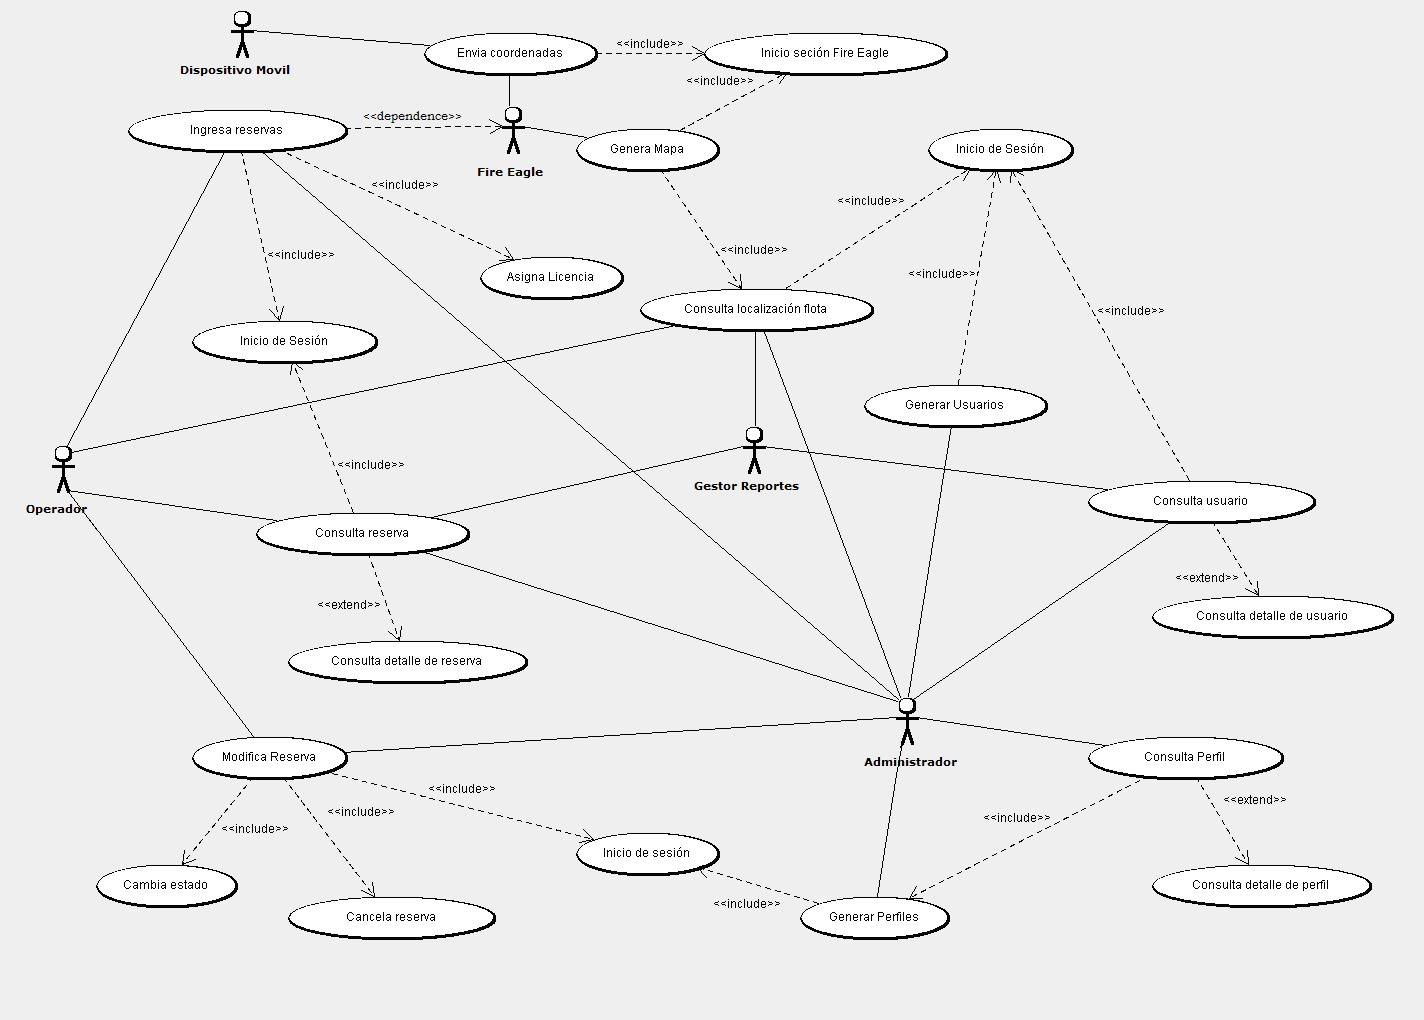 Envia coordenadas
<<include>>
Inicio seción Fire Eagle
Dispositivo Movil
<<include>>
Ingresa reservas
<<dependence>>
Fire Eagle
Genera Mapa
Inicio de Sesión
<<include>>
<<include>>
<<include>>
<<include>>
Asigna Licencia
<<include>>
Consulta localización flota
<<include>>
Inicio de Sesión
Generar Usuarios
<<include>>
Gestor Reportes
Operador
Consulta reserva
Consulta usuario
<<extend>>
<<extend>>
Consulta detalle de usuario
Consulta detalle de reserva
Modifica Reserva
Administrador
Consulta Perfil
<<include>>
<<extend>>
<<include>>
<<include>>
<<include>>
Inicio de sesión
Cambia estado
Consulta detalle de perfil
<<include>>
Cancela reserva
Generar Perfiles